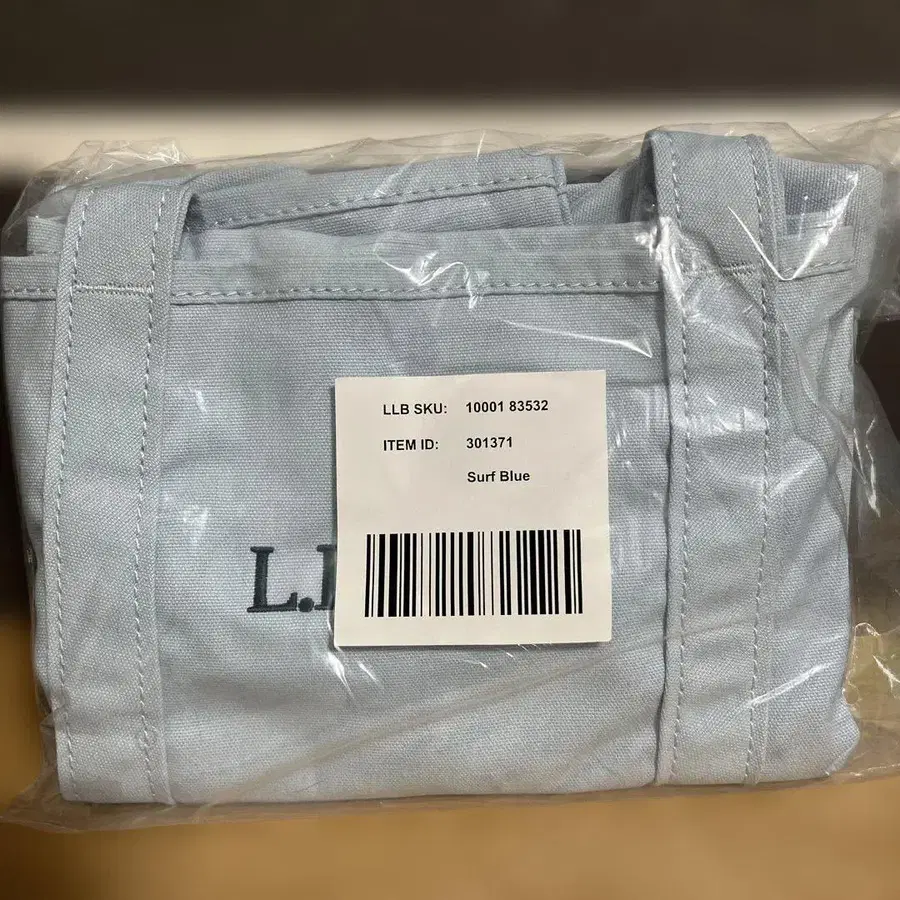 LLB SKU: 10001 83532
ITEM ID: 301371
Surf Blue
L.